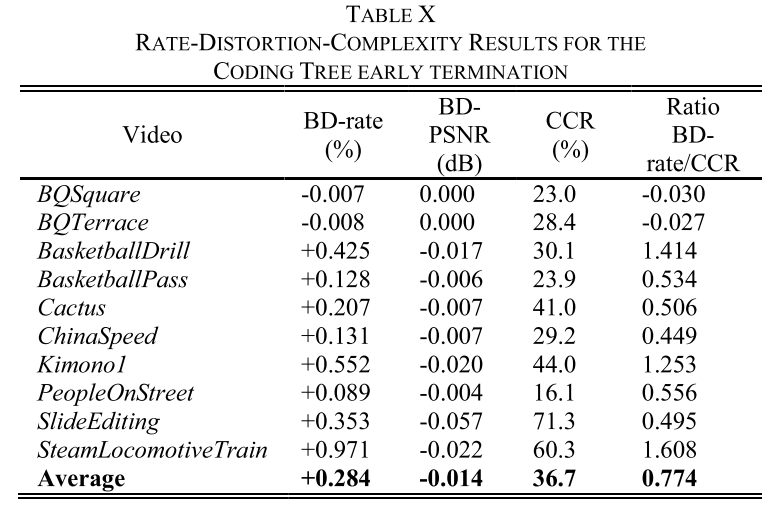 TABLE X
RATE-DISTORTION-COMPLEXITY RESULTS FOR THE
CODING TREE EARLY TERMINATION
Video BD-rate (%) BD-PSNR (dB) CCR (%) Ratio BD-rate/CCR
BQSquare -0.007 0.000 23.0 -0.030
BQTerrace -0.008 0.000 28.4 -0.027
BasketballDrill +0.425 -0.017 30.1 1.414
BasketballPass +0.128 -0.006 23.9 0.534
Cactus +0.207 -0.007 41.0 0.506
ChinaSpeed +0.131 -0.007 29.2 0.449
Kimono1 +0.552 -0.020 44.0 1.253
PeopleOnStreet +0.089 -0.004 16.1 0.556
SlideEditing +0.353 -0.057 71.3 0.495
SteamLocomotiveTrain +0.971 -0.022 60.3 1.608
Average +0.284 -0.014 36.7 0.774